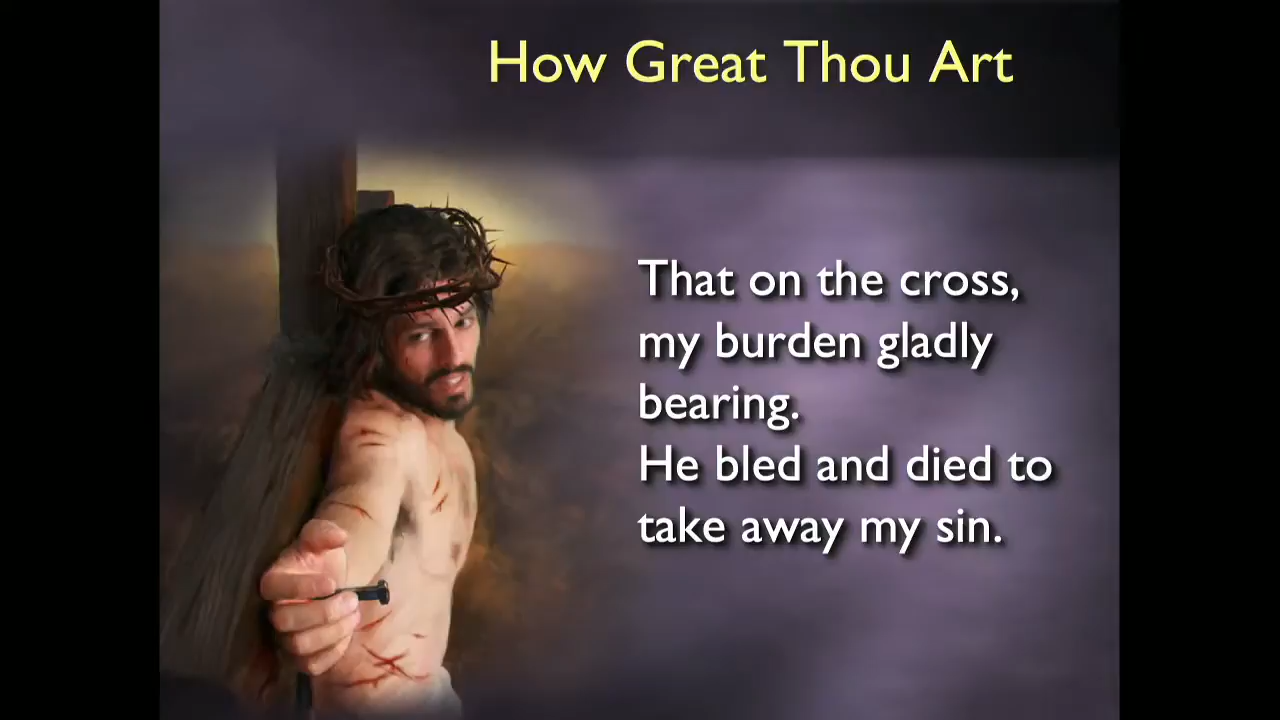 How Great Thou Art
That on the cross,
my burden gladly
bearing.
He bled and died to
take away my sin.